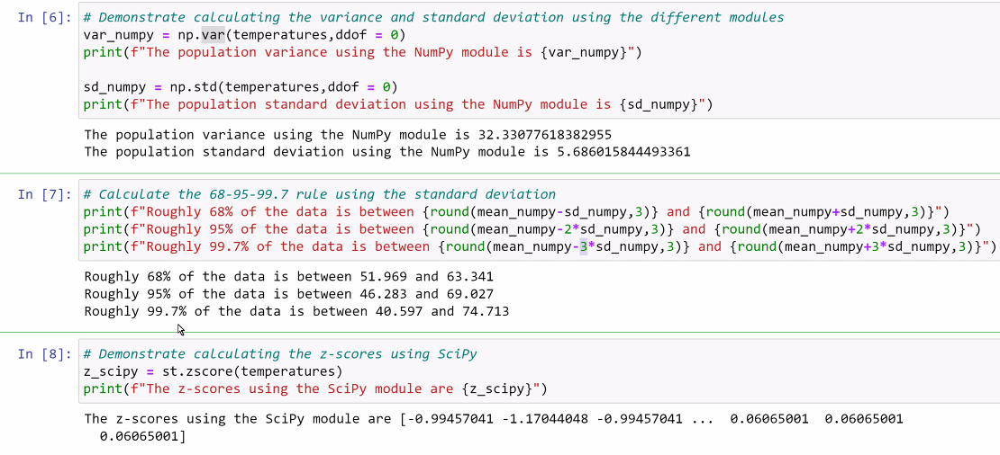 In [6]: # Demonstrate calculating the variance and standard deviation using the different modules
var_numpy = np.var(temperatures,ddof = 0)
print(f"The population variance using the NumPy module is {var_numpy}")
sd_numpy = np.std(temperatures,ddof = 0)
print(f"The population standard deviation using the NumPy module is {sd_numpy}")
The population variance using the NumPy module is 32.33077618382955
The population standard deviation using the NumPy module is 5.686015844493361
In [7]: # Calculate the 68-95-99.7 rule using the standard deviation
print(f"Roughly 68% of the data is between {round(mean_numpy-sd_numpy,3)} and {round(mean_numpy+sd_numpy,3)}")
print(f"Roughly 95% of the data is between {round(mean_numpy-2*sd_numpy,3)} and {round(mean_numpy+2*sd_numpy,3)}")
print(f"Roughly 99.7% of the data is between {round(mean_numpy-3*sd_numpy,3)} and {round(mean_numpy+3*sd_numpy,3)}")
Roughly 68% of the data is between 51.969 and 63.341
Roughly 95% of the data is between 46.283 and 69.027
Roughly 99.7% of the data is between 40.597 and 74.713
In [8]: # Demonstrate calculating the z-scores using SciPy
z_scipy = st.zscore(temperatures)
print(f"The z-scores using the SciPy module are {z_scipy}")
The z-scores using the SciPy module are [-0.99457041 -1.17044048 -0.99457041 ... 0.06065001 0.06065001
0.06065001]